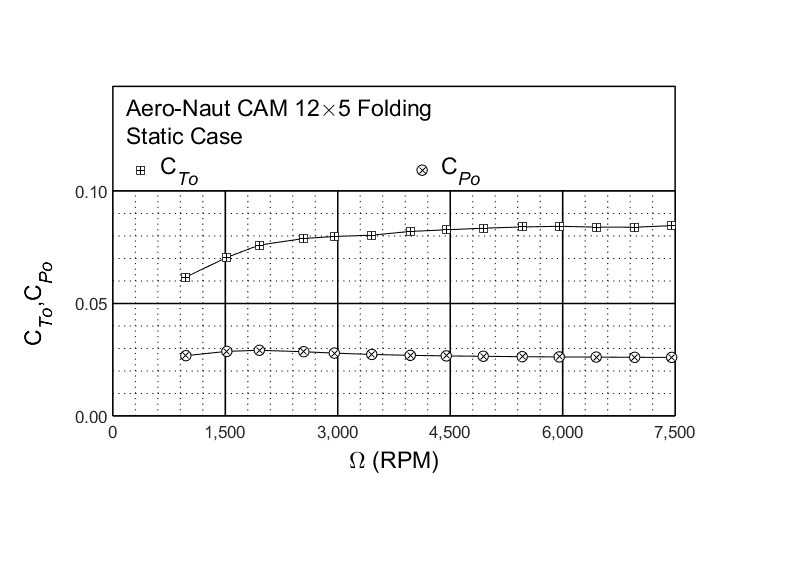 Aero-Naut CAM 12×5 Folding
Static Case
C_To
C_Po
0.10
0.05
0.00
C_To,C_Po
0 1,500 3,000 4,500 6,000 7,500
Ω (RPM)